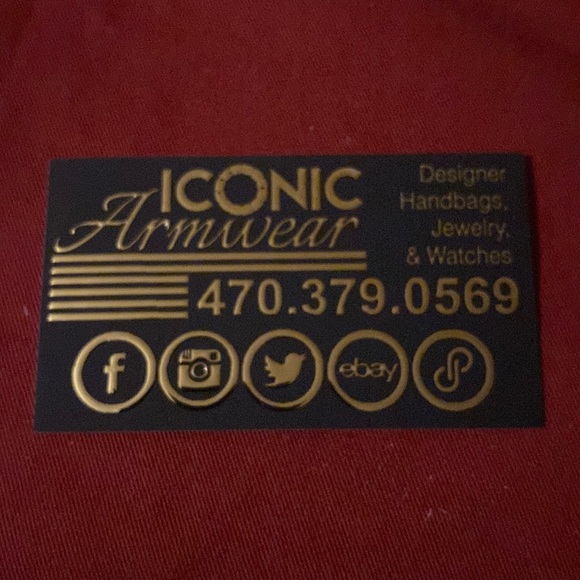 ICONIC
Armwear
Designer
Handbags,
Jewelry,
& Watches
470.379.0569
ebay